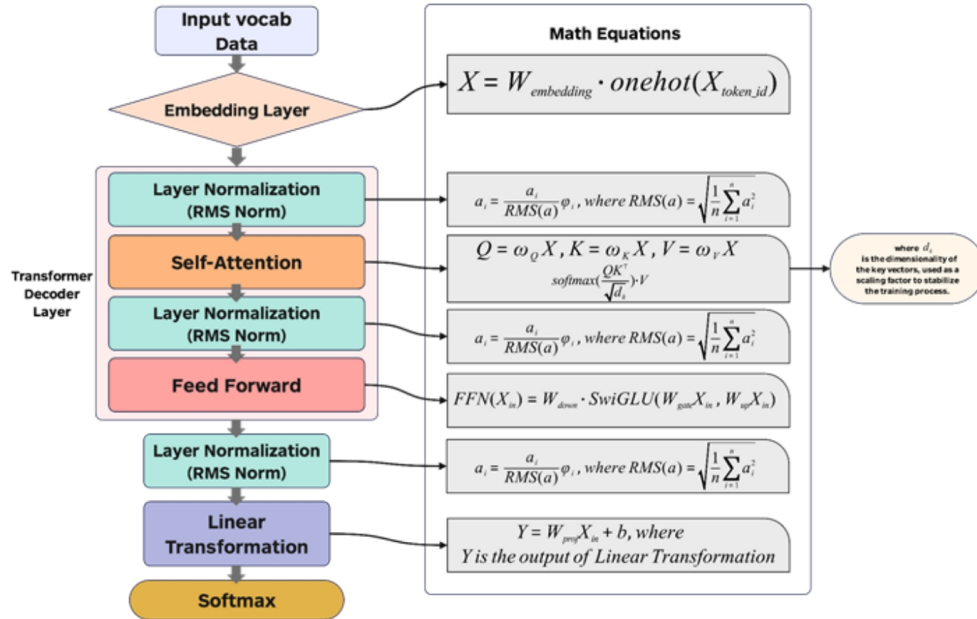 Input vocab
Data
Math Equations
Embedding Layer
X = W_embedding · onehot(X_token_id)
Transformer
Decoder
Layer
Layer Normalization
(RMS Norm)
a_i = a_i / RMS(a) φ_i, where RMS(a) = √(1/n ∑_{i=1}^{n} a_i^2)
Self-Attention
Q = ω_Q X, K = ω_K X, V = ω_V X
softmax(QK^T / √d_k)·V
where d_k
is the dimensionality of
the key vectors, used as a
scaling factor to stabilize
the training process.
Layer Normalization
(RMS Norm)
a_i = a_i / RMS(a) φ_i, where RMS(a) = √(1/n ∑_{i=1}^{n} a_i^2)
Feed Forward
FFN(X_in) = W_down · SwiGLU(W_gate X_in, W_up X_in)
Layer Normalization
(RMS Norm)
a_i = a_i / RMS(a) φ_i, where RMS(a) = √(1/n ∑_{i=1}^{n} a_i^2)
Linear
Transformation
Y = W_proj X_in + b, where
Y is the output of Linear Transformation
Softmax